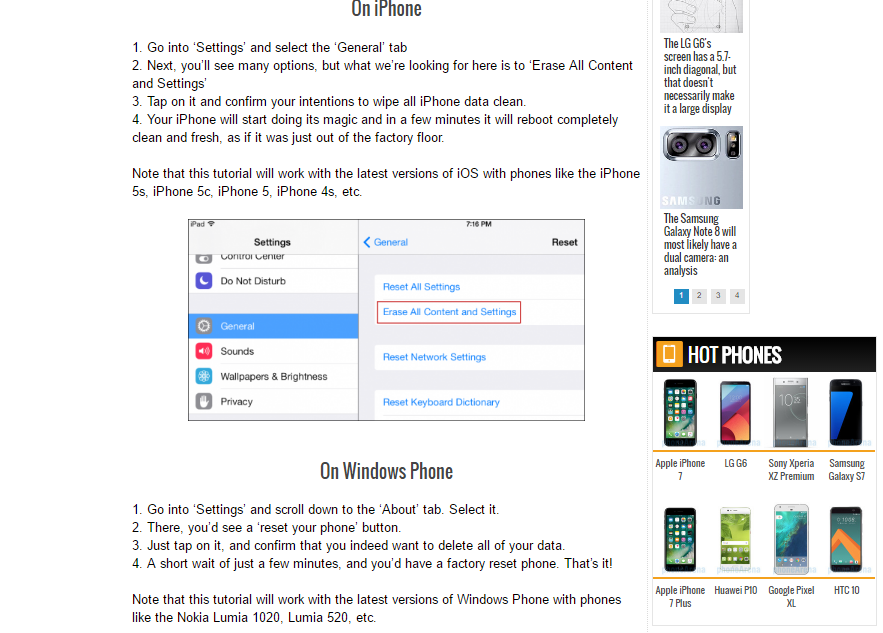 On iPhone
1. Go into ‘Settings’ and select the ‘General’ tab
2. Next, you’ll see many options, but what we’re looking for here is to ‘Erase All Content
and Settings’
3. Tap on it and confirm your intentions to wipe all iPhone data clean.
4. Your iPhone will start doing its magic and in a few minutes it will reboot completely
clean and fresh, as if it was just out of the factory floor.
Note that this tutorial will work with the latest versions of iOS with phones like the iPhone
5s, iPhone 5c, iPhone 5, iPhone 4s, etc.
iPad
7:16 PM
Settings
General
Reset
Control Center
Do Not Disturb
General
Sounds
Wallpapers & Brightness
Privacy
Reset All Settings
Erase All Content and Settings
Reset Network Settings
Reset Keyboard Dictionary
On Windows Phone
1. Go into ‘Settings’ and scroll down to the ‘About’ tab. Select it.
2. There, you’d see a ‘reset your phone’ button.
3. Just tap on it, and confirm that you indeed want to delete all of your data.
4. A short wait of just a few minutes, and you’d have a factory reset phone. That’s it!
Note that this tutorial will work with the latest versions of Windows Phone with phones
like the Nokia Lumia 1020, Lumia 520, etc.
The LG G6's
screen has a 5.7-
inch diagonal, but
that doesn't
necessarily make
it a large display
SAMSUNG
The Samsung
Galaxy Note 8 will
most likely have a
dual camera: an
analysis
1 2 3 4
HOT PHONES
Apple iPhone
7
LG G6
Sony Xperia
XZ Premium
Samsung
Galaxy S7
Apple iPhone
7 Plus
Huawei P10
Google Pixel
XL
HTC 10